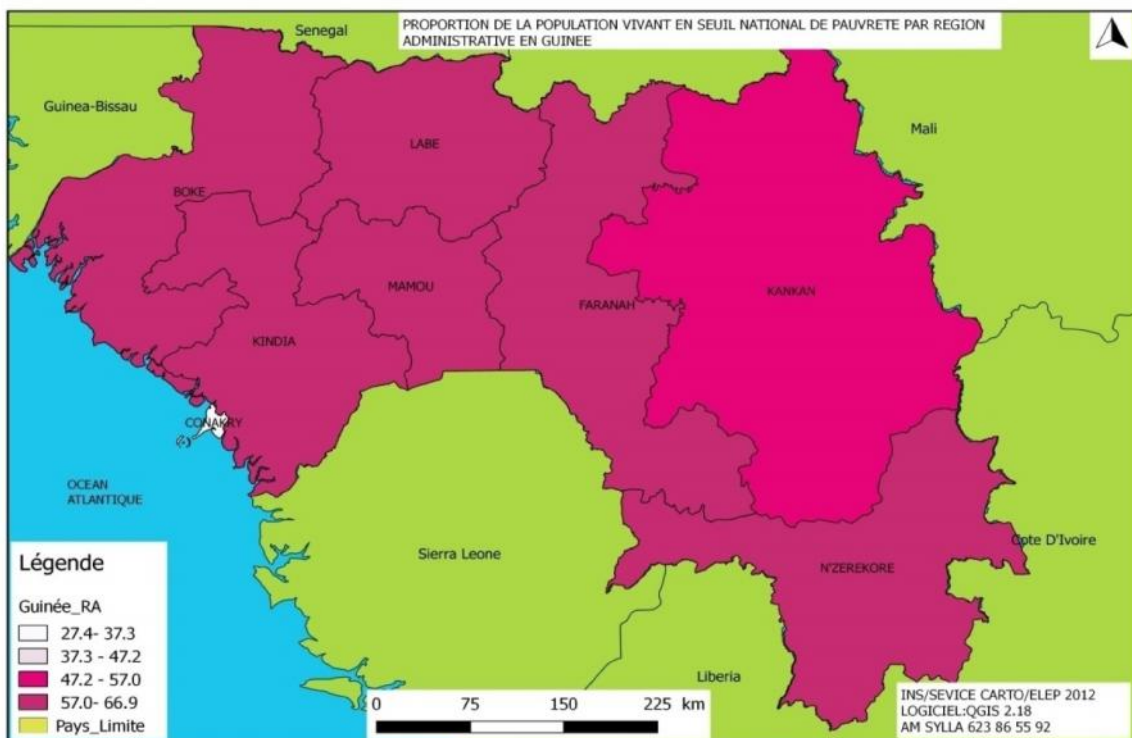 PROPORTION DE LA POPULATION VIVANT EN SEUIL NATIONAL DE PAUVRETE PAR REGION
ADMINISTRATIVE EN GUINEE
Senegal
Guinea-Bissau
Mali
LABE
BOKE
MAMOU
KANKAN
FARANAH
KINDIA
CONAKRY
OCEAN
ATLANTIQUE
Sierra Leone
Cote D'Ivoire
N'ZEREKORE
Liberia
Légende
Guinée_RA
27.4- 37.3
37.3 - 47.2
47.2 - 57.0
57.0- 66.9
Pays_Limite
0 75 150 225 km
INS/SEVICE CARTO/ELEP 2012
LOGICIEL:QGIS 2.18
AM SYLLA 623 86 55 92